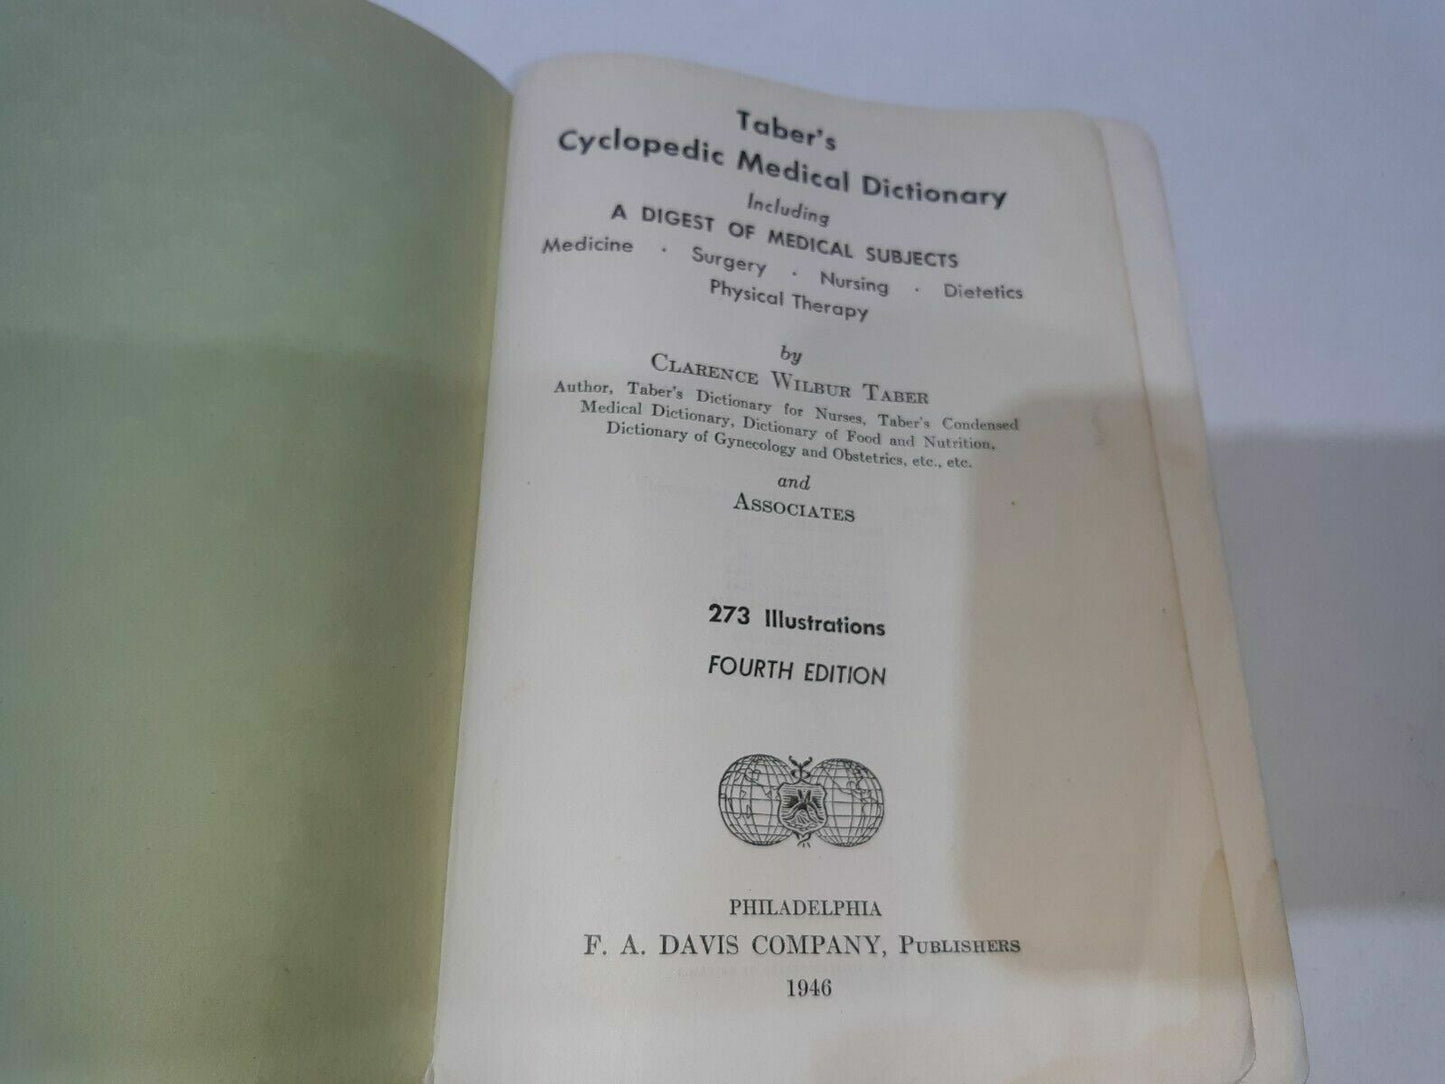 Taber's
Cyclopedic Medical Dictionary
Including
A DIGEST OF MEDICAL SUBJECTS
Medicine · Surgery · Nursing · Dietetics
Physical Therapy
by
CLARENCE WILBUR TABER
Author, Taber's Dictionary for Nurses, Taber's Condensed
Medical Dictionary, Dictionary of Food and Nutrition,
Dictionary of Gynecology and Obstetrics, etc., etc.
and
ASSOCIATES
273 Illustrations
FOURTH EDITION
PHILADELPHIA
F. A. DAVIS COMPANY, PUBLISHERS
1946